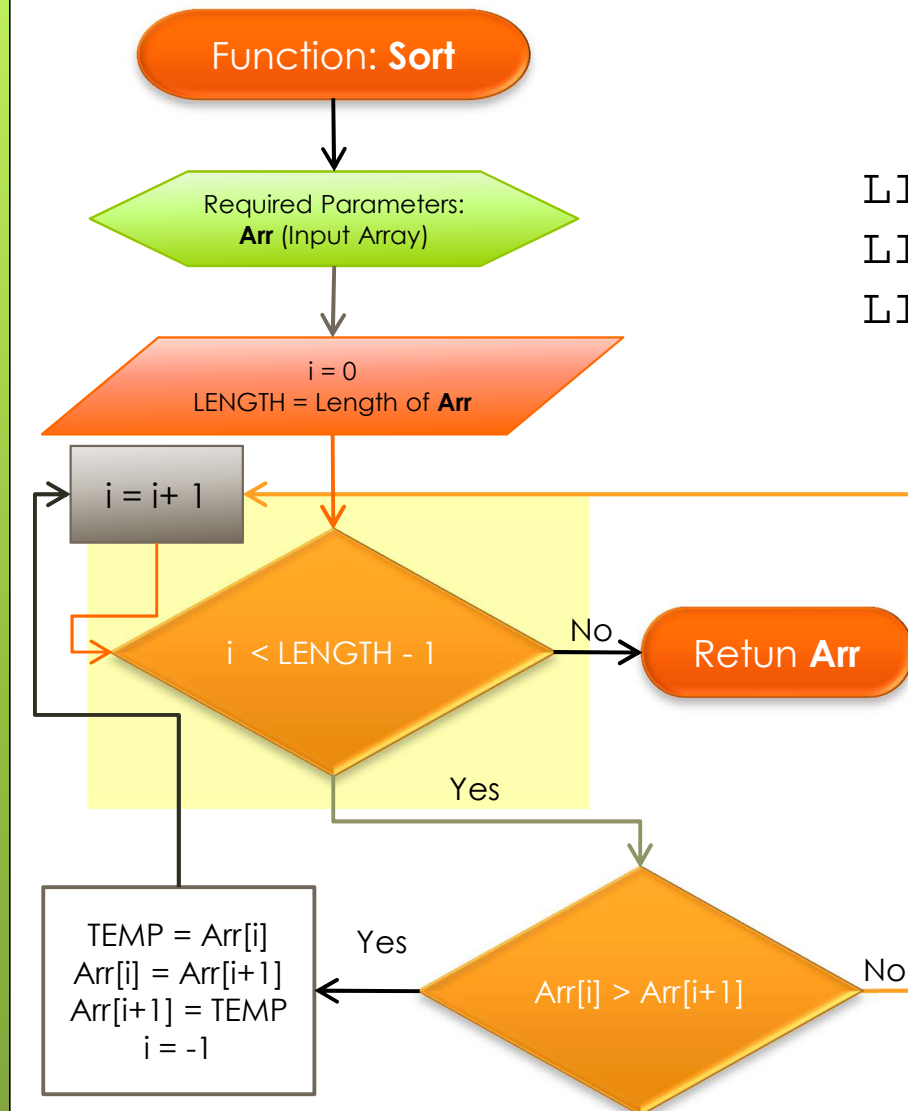 Function: Sort
Required Parameters:
Arr (Input Array)
i = 0
LENGTH = Length of Arr
i = i+ 1
i < LENGTH - 1
No
Retun Arr
Yes
TEMP = Arr[i]
Arr[i] = Arr[i+1]
Arr[i+1] = TEMP
i = -1
Yes
Arr[i] > Arr[i+1]
No